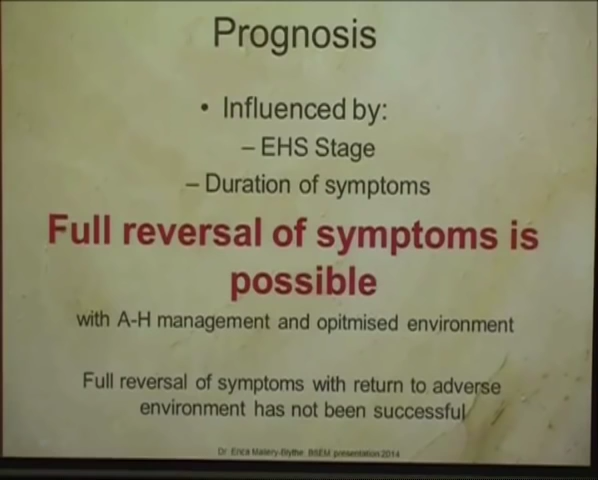 Prognosis
• Influenced by:
– EHS Stage
– Duration of symptoms
Full reversal of symptoms is
possible
with A-H management and opitmised environment
Full reversal of symptoms with return to adverse
environment has not been successful
Dr Erica Mallery-Blythe BSEM presentation 2014